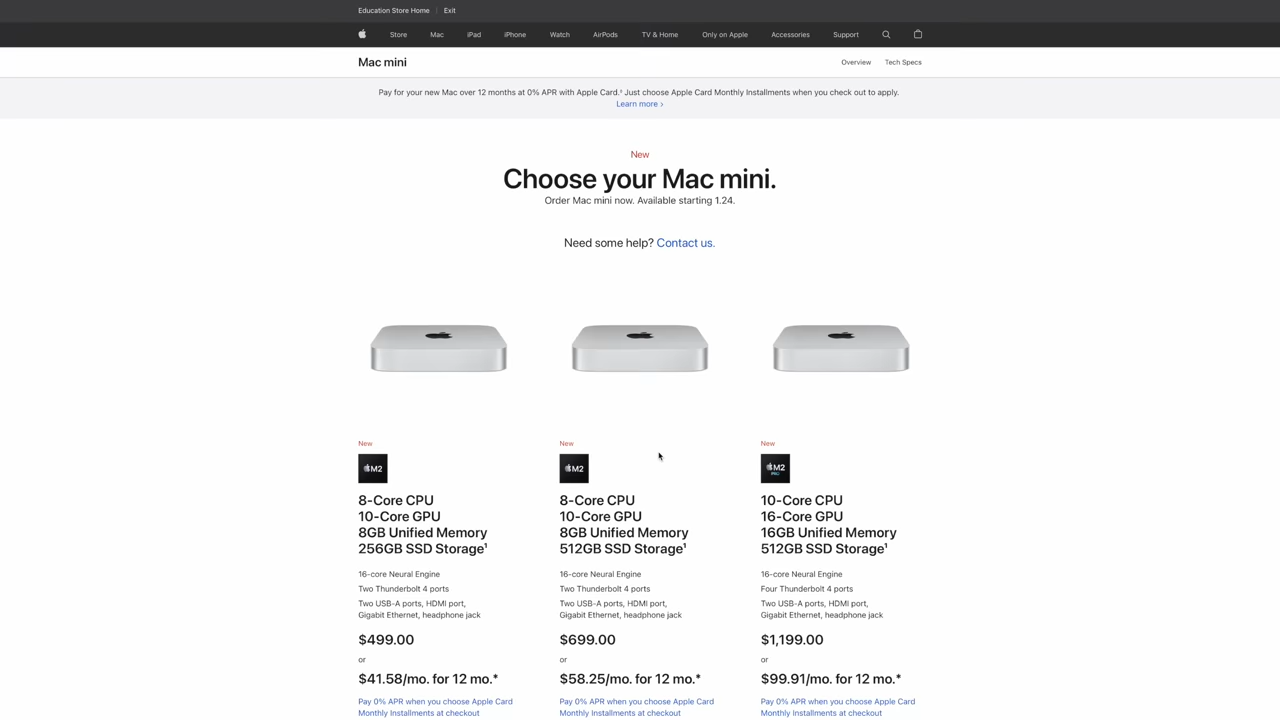 Education Store Home Exit
Store Mac iPad iPhone Watch AirPods TV & Home Only on Apple Accessories Support
Mac mini Overview Tech Specs
Pay for your new Mac over 12 months at 0% APR with Apple Card.² Just choose Apple Card Monthly Installments when you check out to apply.
Learn more ›
New
Choose your Mac mini.
Order Mac mini now. Available starting 1.24.
Need some help? Contact us.
New
M2
8-Core CPU
10-Core GPU
8GB Unified Memory
256GB SSD Storage¹
16-core Neural Engine
Two Thunderbolt 4 ports
Two USB-A ports, HDMI port,
Gigabit Ethernet, headphone jack
$499.00
or
$41.58/mo. for 12 mo.*
Pay 0% APR when you choose Apple Card
Monthly Installments at checkout
New
M2
8-Core CPU
10-Core GPU
8GB Unified Memory
512GB SSD Storage¹
16-core Neural Engine
Two Thunderbolt 4 ports
Two USB-A ports, HDMI port,
Gigabit Ethernet, headphone jack
$699.00
or
$58.25/mo. for 12 mo.*
Pay 0% APR when you choose Apple Card
Monthly Installments at checkout
New
M2
PRO
10-Core CPU
16-Core GPU
16GB Unified Memory
512GB SSD Storage¹
16-core Neural Engine
Four Thunderbolt 4 ports
Two USB-A ports, HDMI port,
Gigabit Ethernet, headphone jack
$1,199.00
or
$99.91/mo. for 12 mo.*
Pay 0% APR when you choose Apple Card
Monthly Installments at checkout